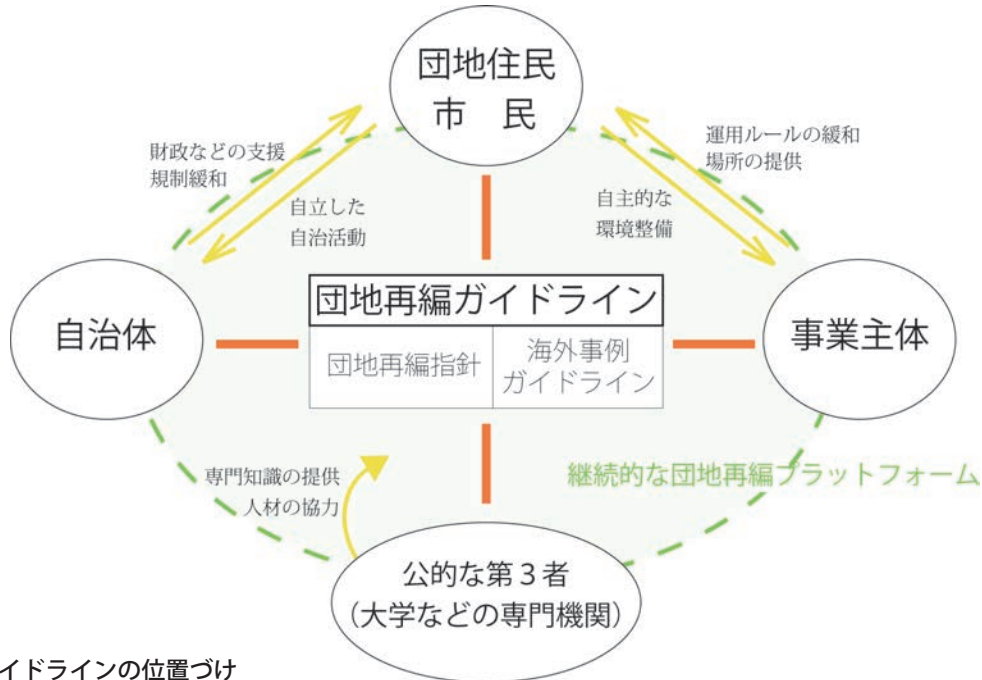 団地住民
市　民
財政などの支援
規制緩和
運用ルールの緩和
場所の提供
自立した
自治活動
自主的な
環境整備
自治体
団地再編ガイドライン
団地再編指針
海外事例
ガイドライン
事業主体
専門知識の提供
人材の協力
継続的な団地再編プラットフォーム
公的な第３者
（大学などの専門機関）
イドラインの位置づけ